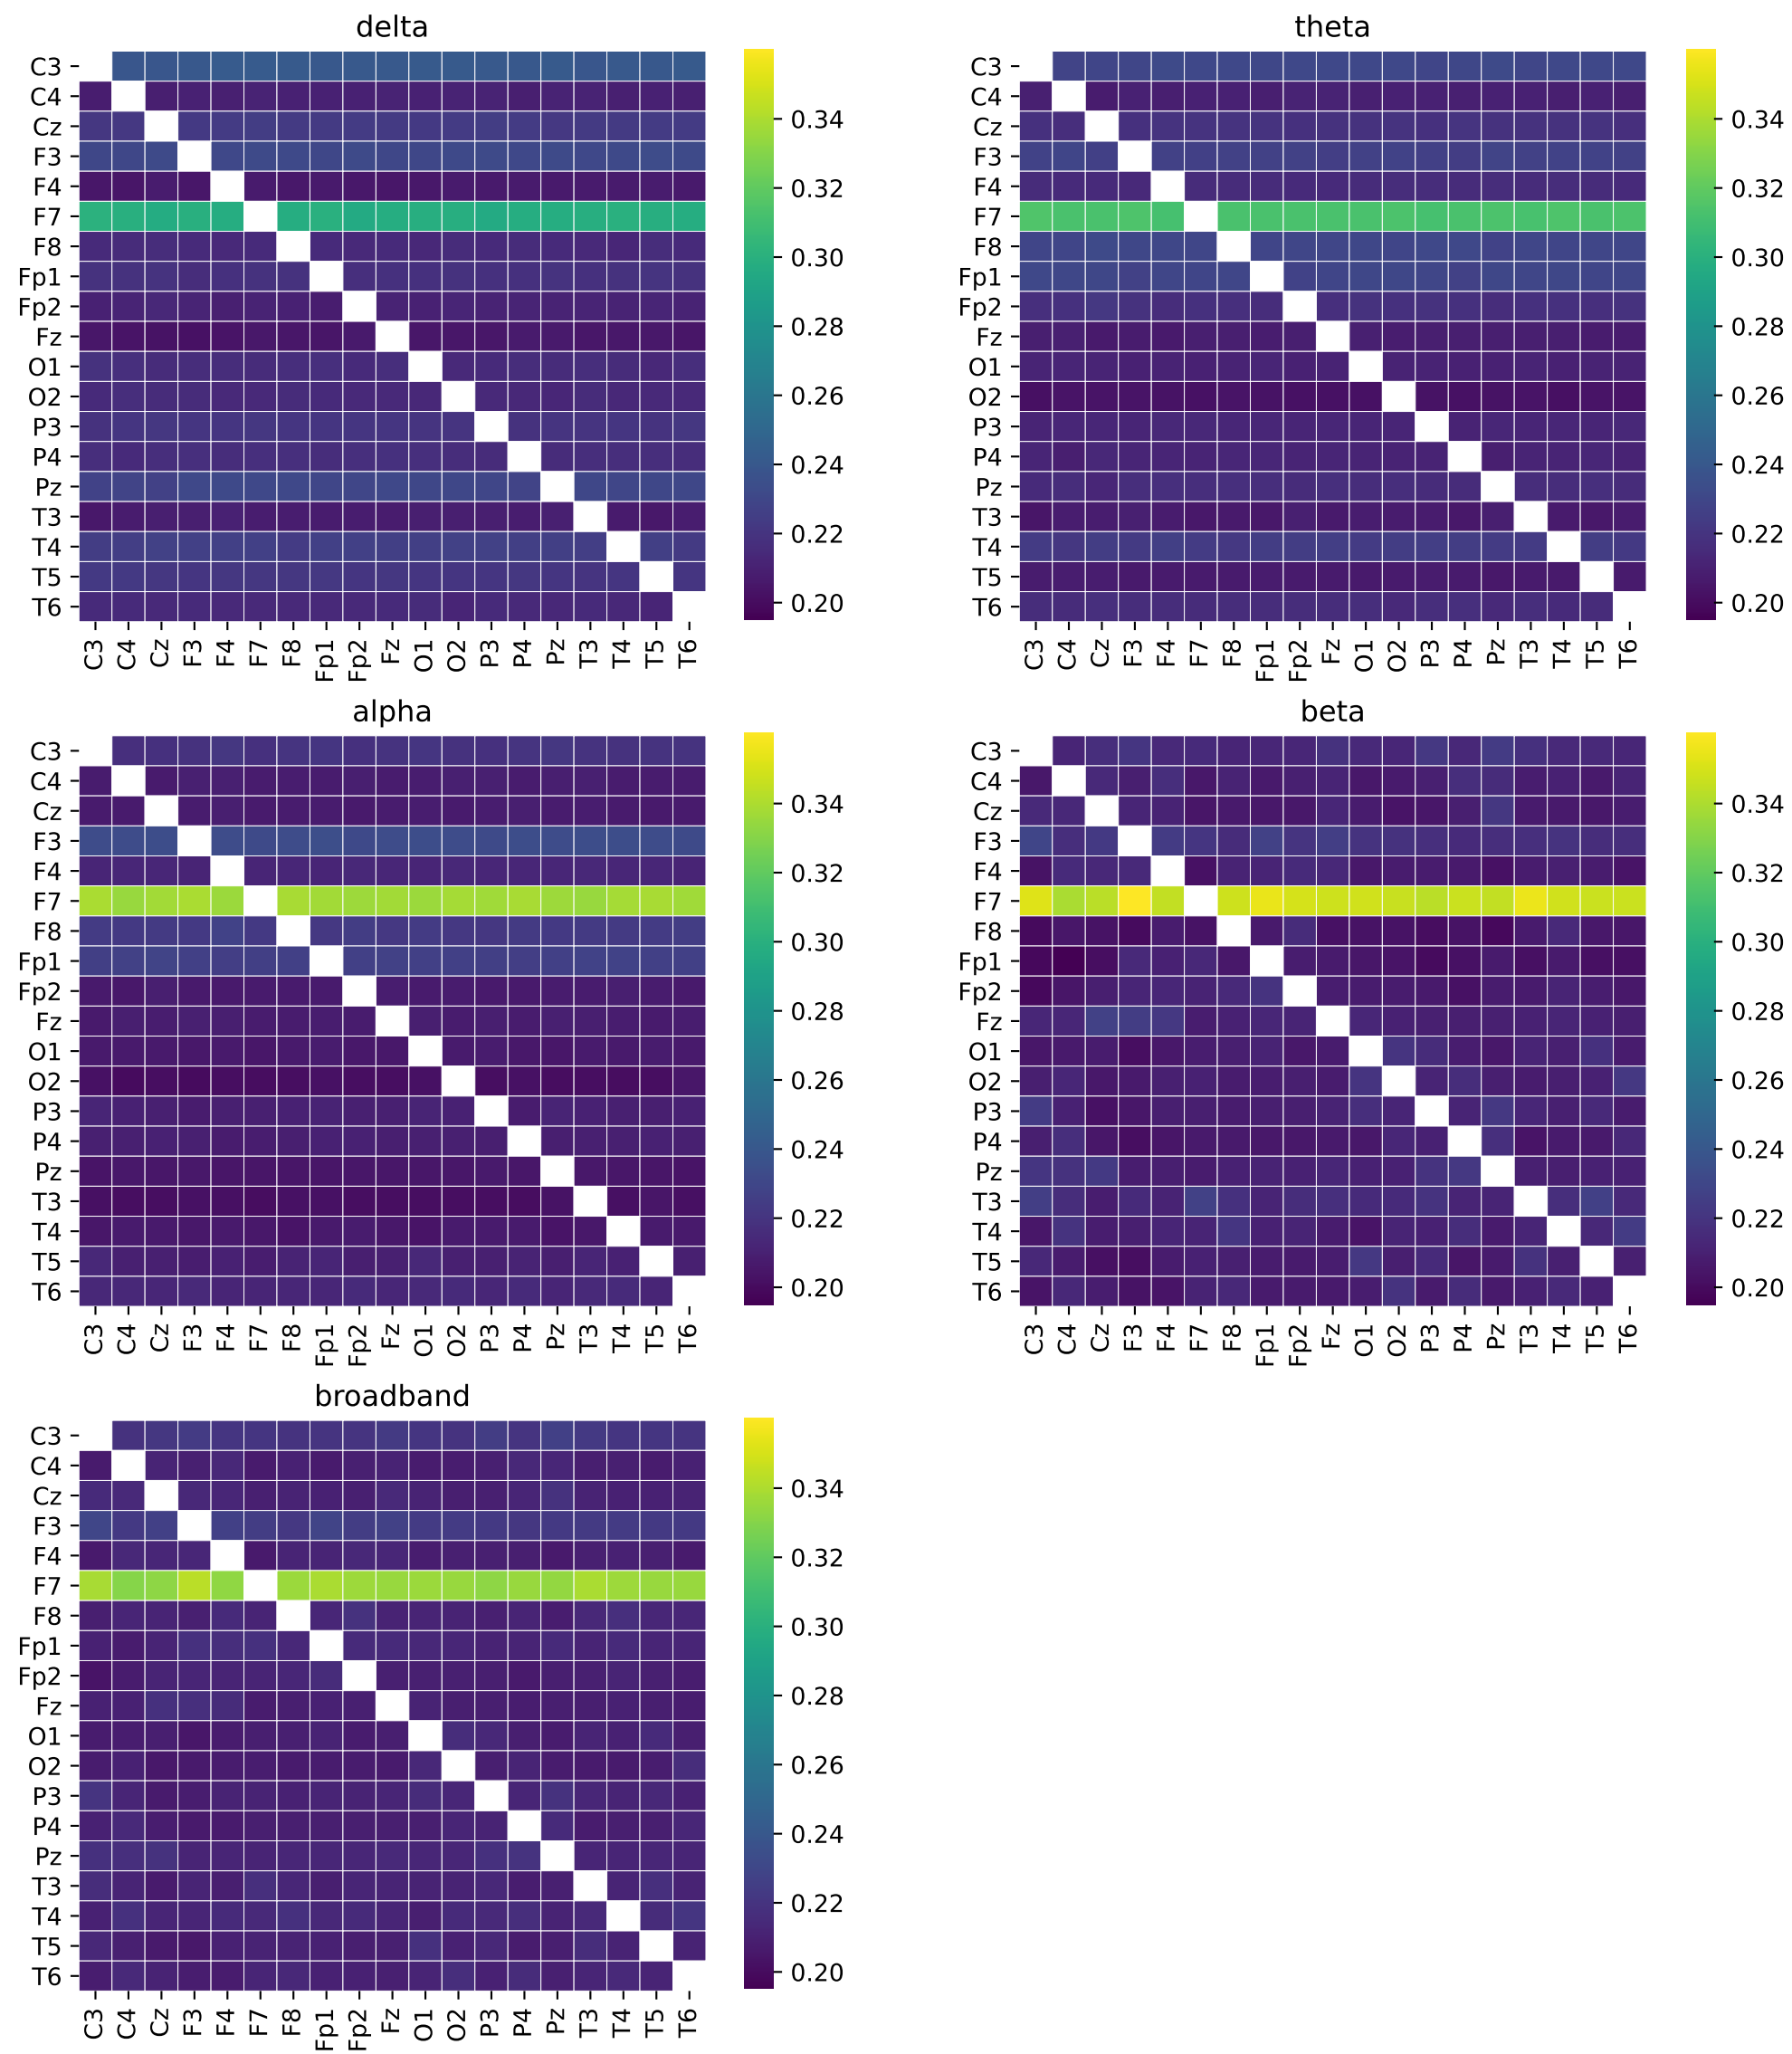 delta
theta
C3
C4
Cz
F3
F4
F7
F8
Fp1
Fp2
Fz
O1
O2
P3
P4
Pz
T3
T4
T5
T6
C3 C4 Cz F3 F4 F7 F8 Fp1 Fp2 Fz O1 O2 P3 P4 Pz T3 T4 T5 T6
0.34
0.32
0.30
0.28
0.26
0.24
0.22
0.20
C3
C4
Cz
F3
F4
F7
F8
Fp1
Fp2
Fz
O1
O2
P3
P4
Pz
T3
T4
T5
T6
C3 C4 Cz F3 F4 F7 F8 Fp1 Fp2 Fz O1 O2 P3 P4 Pz T3 T4 T5 T6
0.34
0.32
0.30
0.28
0.26
0.24
0.22
0.20
alpha
beta
C3
C4
Cz
F3
F4
F7
F8
Fp1
Fp2
Fz
O1
O2
P3
P4
Pz
T3
T4
T5
T6
C3 C4 Cz F3 F4 F7 F8 Fp1 Fp2 Fz O1 O2 P3 P4 Pz T3 T4 T5 T6
0.34
0.32
0.30
0.28
0.26
0.24
0.22
0.20
C3
C4
Cz
F3
F4
F7
F8
Fp1
Fp2
Fz
O1
O2
P3
P4
Pz
T3
T4
T5
T6
C3 C4 Cz F3 F4 F7 F8 Fp1 Fp2 Fz O1 O2 P3 P4 Pz T3 T4 T5 T6
0.34
0.32
0.30
0.28
0.26
0.24
0.22
0.20
broadband
C3
C4
Cz
F3
F4
F7
F8
Fp1
Fp2
Fz
O1
O2
P3
P4
Pz
T3
T4
T5
T6
C3 C4 Cz F3 F4 F7 F8 Fp1 Fp2 Fz O1 O2 P3 P4 Pz T3 T4 T5 T6
0.34
0.32
0.30
0.28
0.26
0.24
0.22
0.20